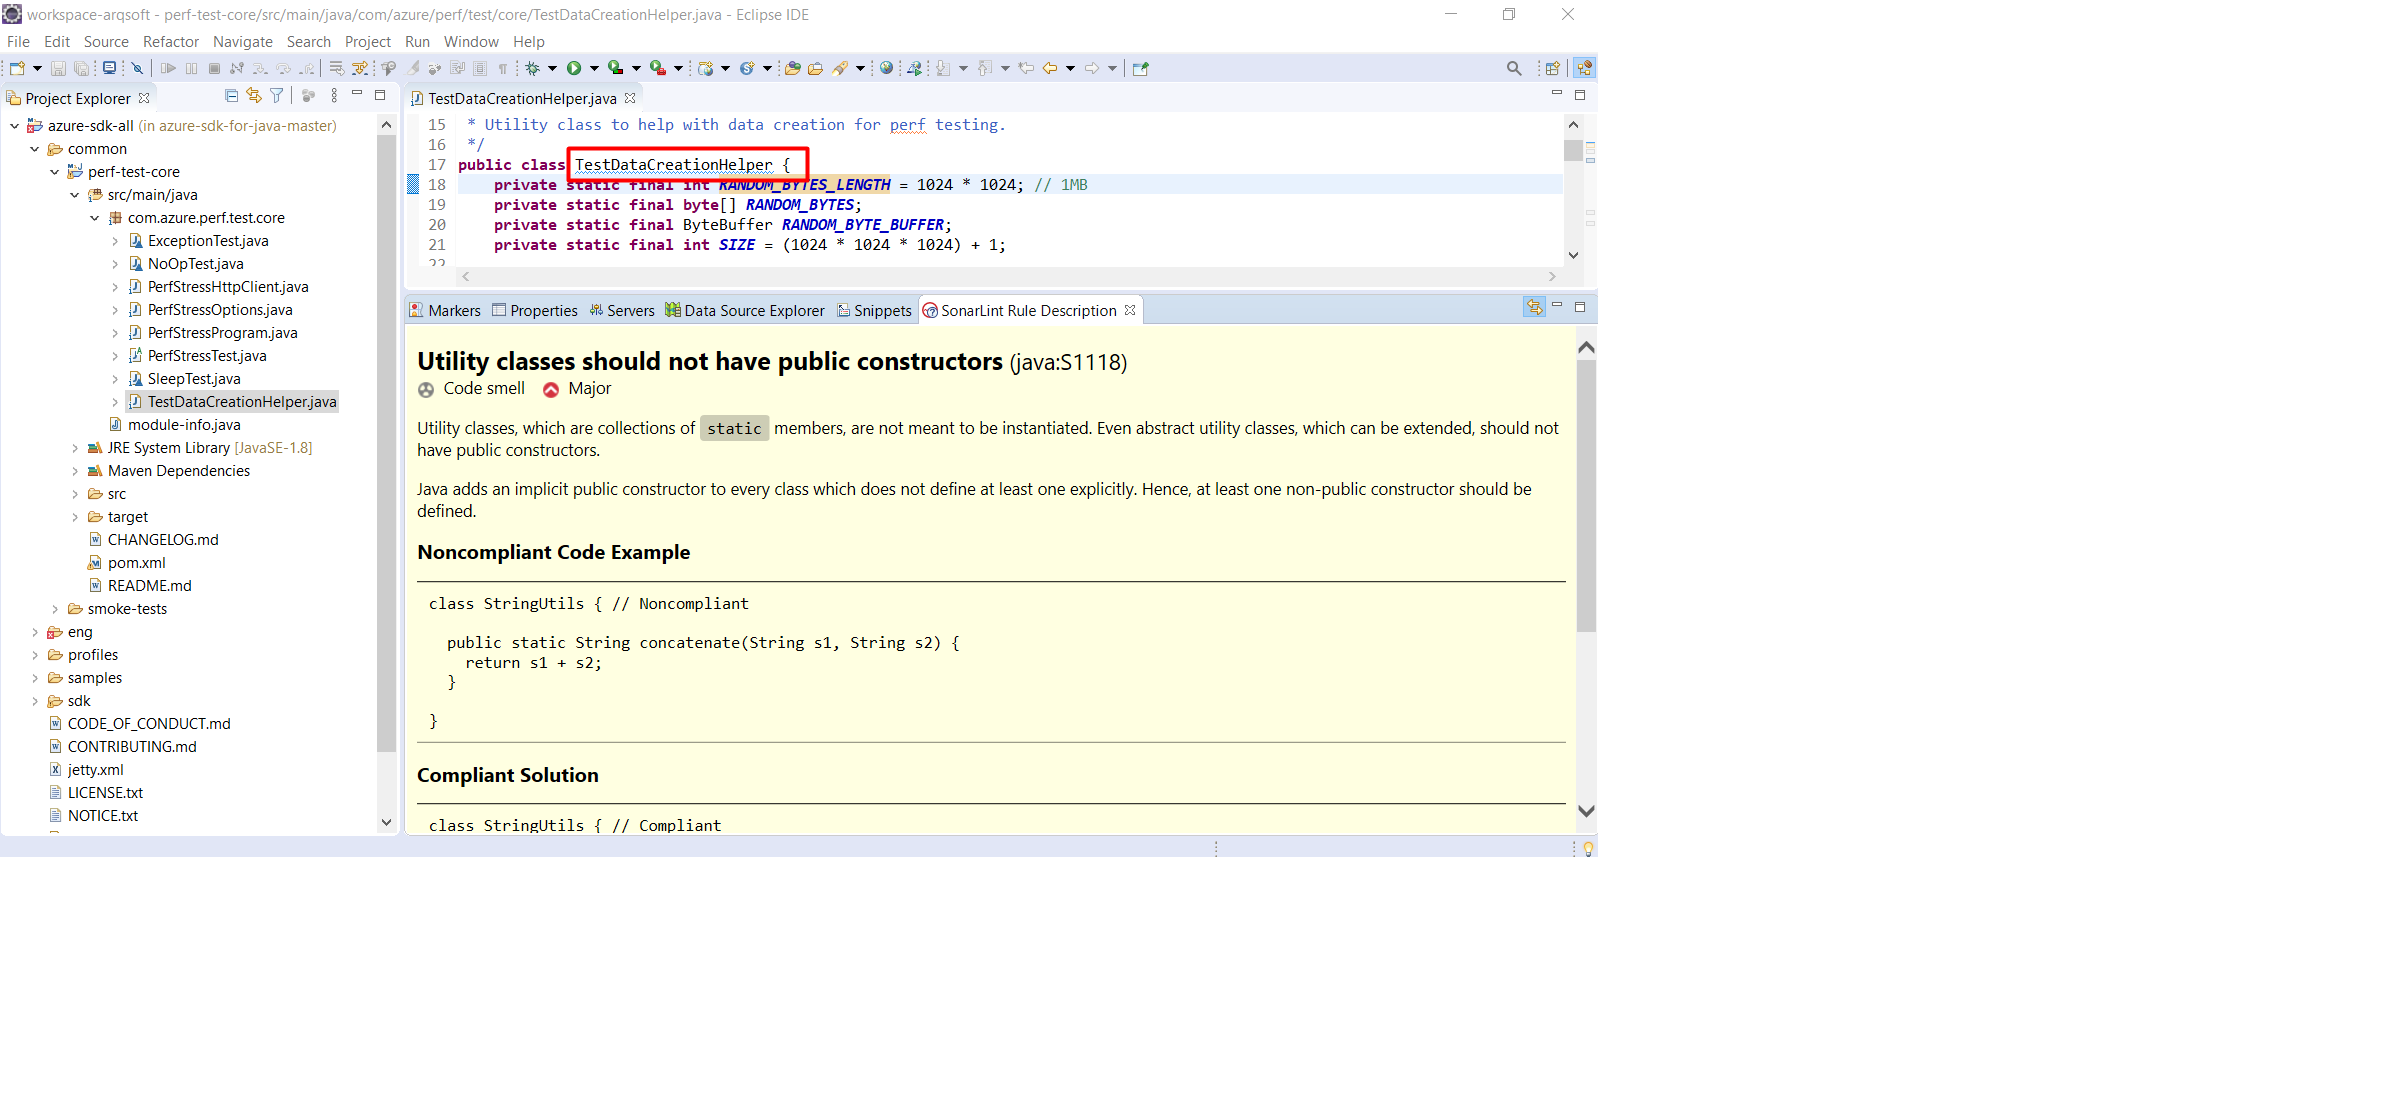 workspace-arqsoft - perf-test-core/src/main/java/com/azure/perf/test/core/TestDataCreationHelper.java - Eclipse IDE
File Edit Source Refactor Navigate Search Project Run Window Help
Project Explorer
azure-sdk-all (in azure-sdk-for-java-master)
common
perf-test-core
src/main/java
com.azure.perf.test.core
ExceptionTest.java
NoOpTest.java
PerfStressHttpClient.java
PerfStressOptions.java
PerfStressProgram.java
PerfStressTest.java
SleepTest.java
TestDataCreationHelper.java
module-info.java
JRE System Library [JavaSE-1.8]
Maven Dependencies
src
target
CHANGELOG.md
pom.xml
README.md
smoke-tests
eng
profiles
samples
sdk
CODE_OF_CONDUCT.md
CONTRIBUTING.md
jetty.xml
LICENSE.txt
NOTICE.txt
TestDataCreationHelper.java
15 * Utility class to help with data creation for perf testing.
16 */
17 public class TestDataCreationHelper {
18 private static final int RANDOM_BYTES_LENGTH = 1024 * 1024; // 1MB
19 private static final byte[] RANDOM_BYTES;
20 private static final ByteBuffer RANDOM_BYTE_BUFFER;
21 private static final int SIZE = (1024 * 1024 * 1024) + 1;
22
Markers Properties Servers Data Source Explorer Snippets SonarLint Rule Description
Utility classes should not have public constructors (java:S1118)
Code smell Major
Utility classes, which are collections of static members, are not meant to be instantiated. Even abstract utility classes, which can be extended, should not
have public constructors.
Java adds an implicit public constructor to every class which does not define at least one explicitly. Hence, at least one non-public constructor should be
defined.
Noncompliant Code Example
class StringUtils { // Noncompliant
public static String concatenate(String s1, String s2) {
return s1 + s2;
}
}
Compliant Solution
class StringUtils { // Compliant